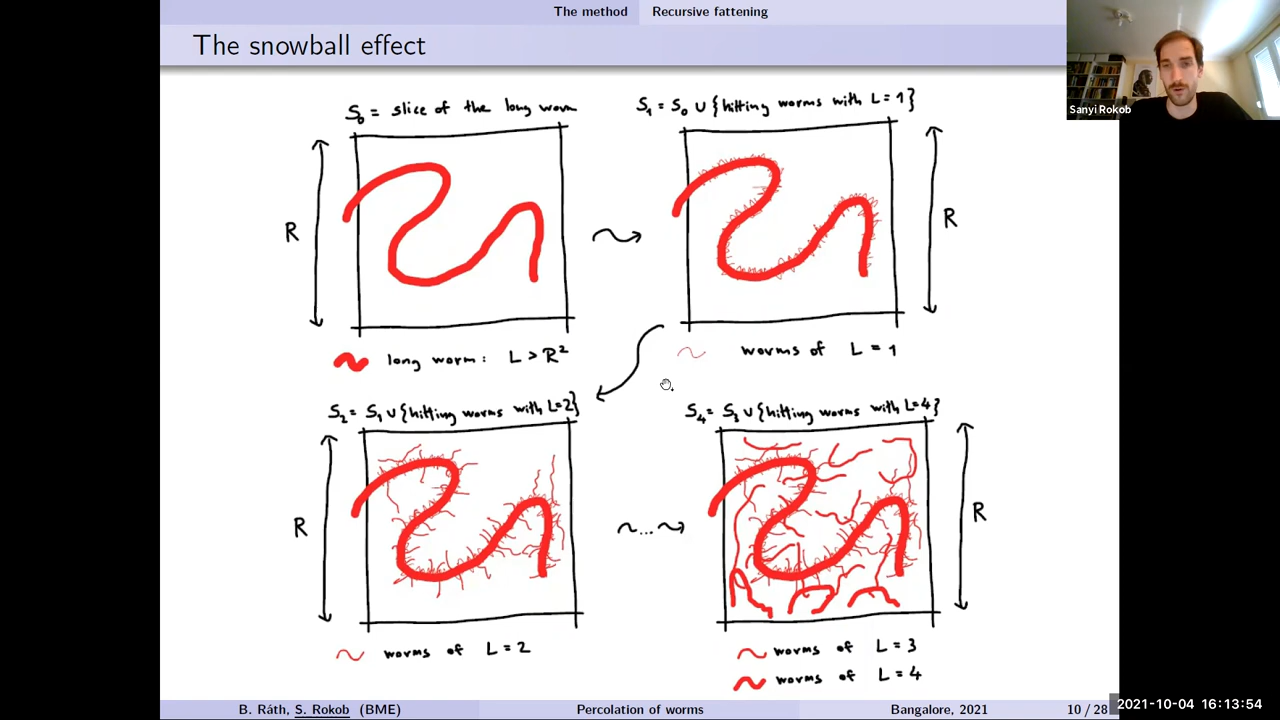 The method
Recursive fattening
The snowball effect
Sanyi Rokob
S₀ = slice of the long worm
S₁ = S₀ ∪ {hitting worms with L=1}
R
R
long worm: L > R²
worms of L = 1
S₂ = S₁ ∪ {hitting worms with L=2}
S₄ = S₃ ∪ {hitting worms with L=4}
R
~...~
R
worms of L = 2
worms of L = 3
worms of L = 4
B. Ráth, S. Rokob (BME)
Percolation of worms
Bangalore, 2021
10 / 28
2021-10-04 16:13:54